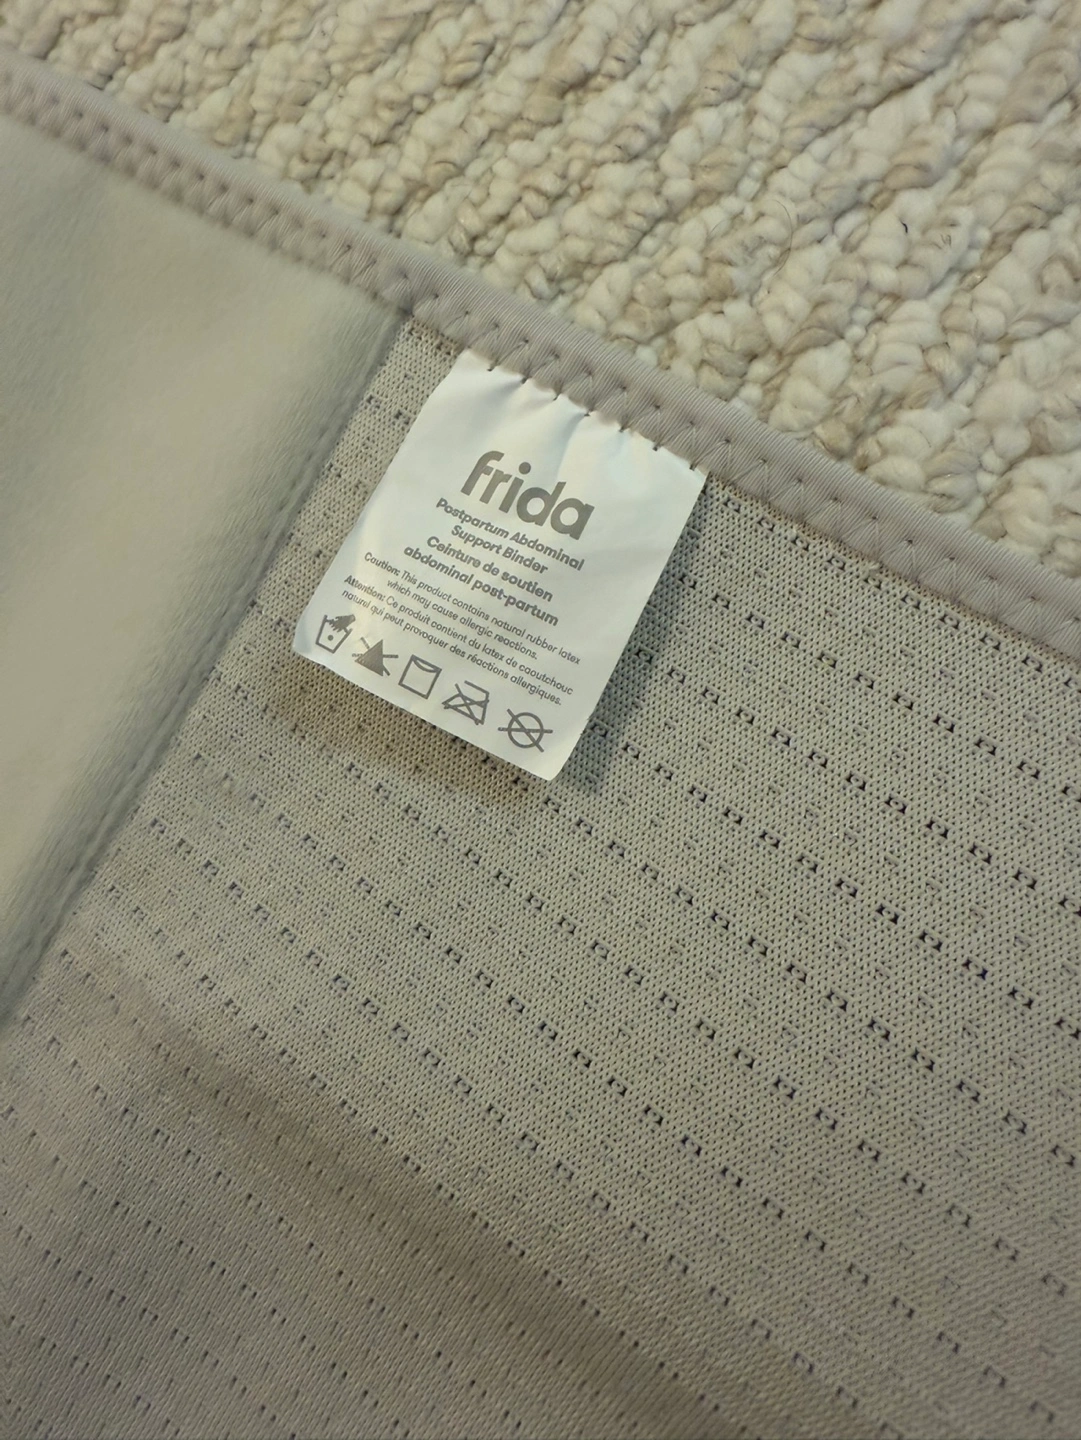 frida
Postpartum Abdominal
Support Binder
Ceinture de soutien
abdominal post-partum
Caution: This product contains natural rubber latex
which may cause allergic reactions.
Attention: Ce produit contient du latex de caoutchouc
naturel qui peut provoquer des réactions allergiques.